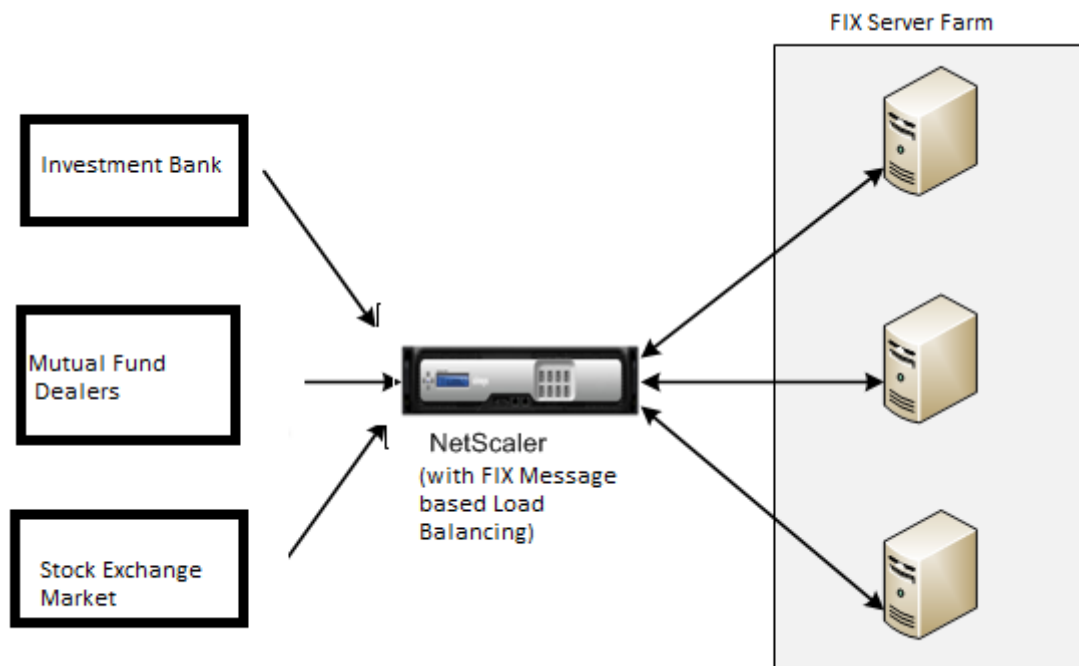 FIX Server Farm
Investment Bank
Mutual Fund
Dealers
Stock Exchange
Market
NetScaler
(with FIX Message
based Load
Balancing)